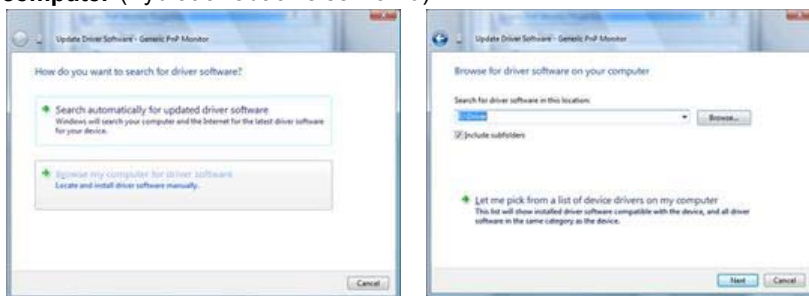 Update Driver Software - Generic PnP Monitor
How do you want to search for driver software?
Search automatically for updated driver software
Windows will search your computer and the Internet for the latest driver software
for your device.
Browse my computer for driver software
Locate and install driver software manually.
Cancel
Update Driver Software - Generic PnP Monitor
Browse for driver software on your computer
Search for driver software in this location:
Browse...
Include subfolders
Let me pick from a list of device drivers on my computer
This list will show installed driver software compatible with the device, and all driver
software in the same category as the device.
Next
Cancel